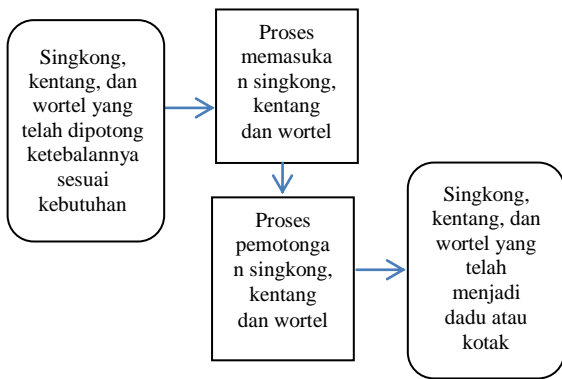 Singkong,
kentang, dan
wortel yang
telah dipotong
ketebalannya
sesuai
kebutuhan
Proses
memasuka
n singkong,
kentang
dan wortel
Proses
pemotonga
n singkong,
kentang
dan wortel
Singkong,
kentang, dan
wortel yang
telah
menjadi
dadu atau
kotak